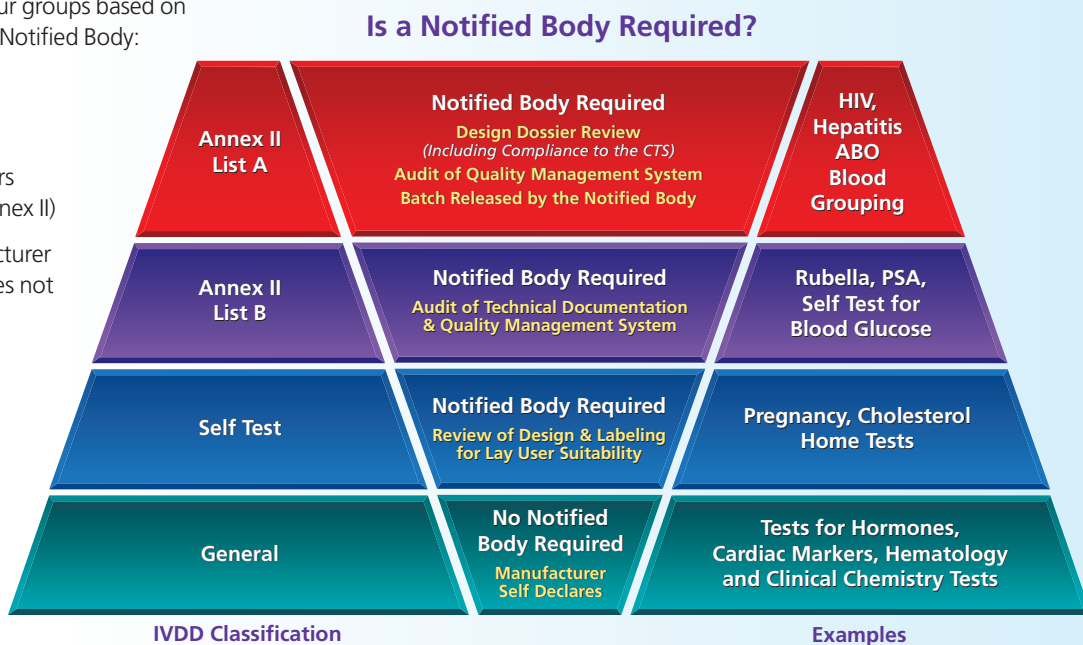 ur groups based on
Notified Body:
rs
nex II)
cturer
es not
Is a Notified Body Required?
Annex II
List A
Notified Body Required
Design Dossier Review
(Including Compliance to the CTS)
Audit of Quality Management System
Batch Released by the Notified Body
HIV,
Hepatitis
ABO
Blood
Grouping
Annex II
List B
Notified Body Required
Audit of Technical Documentation
& Quality Management System
Rubella, PSA,
Self Test for
Blood Glucose
Self Test
Notified Body Required
Review of Design & Labeling
for Lay User Suitability
Pregnancy, Cholesterol
Home Tests
General
No Notified
Body Required
Manufacturer
Self Declares
Tests for Hormones,
Cardiac Markers, Hematology
and Clinical Chemistry Tests
IVDD Classification
Examples